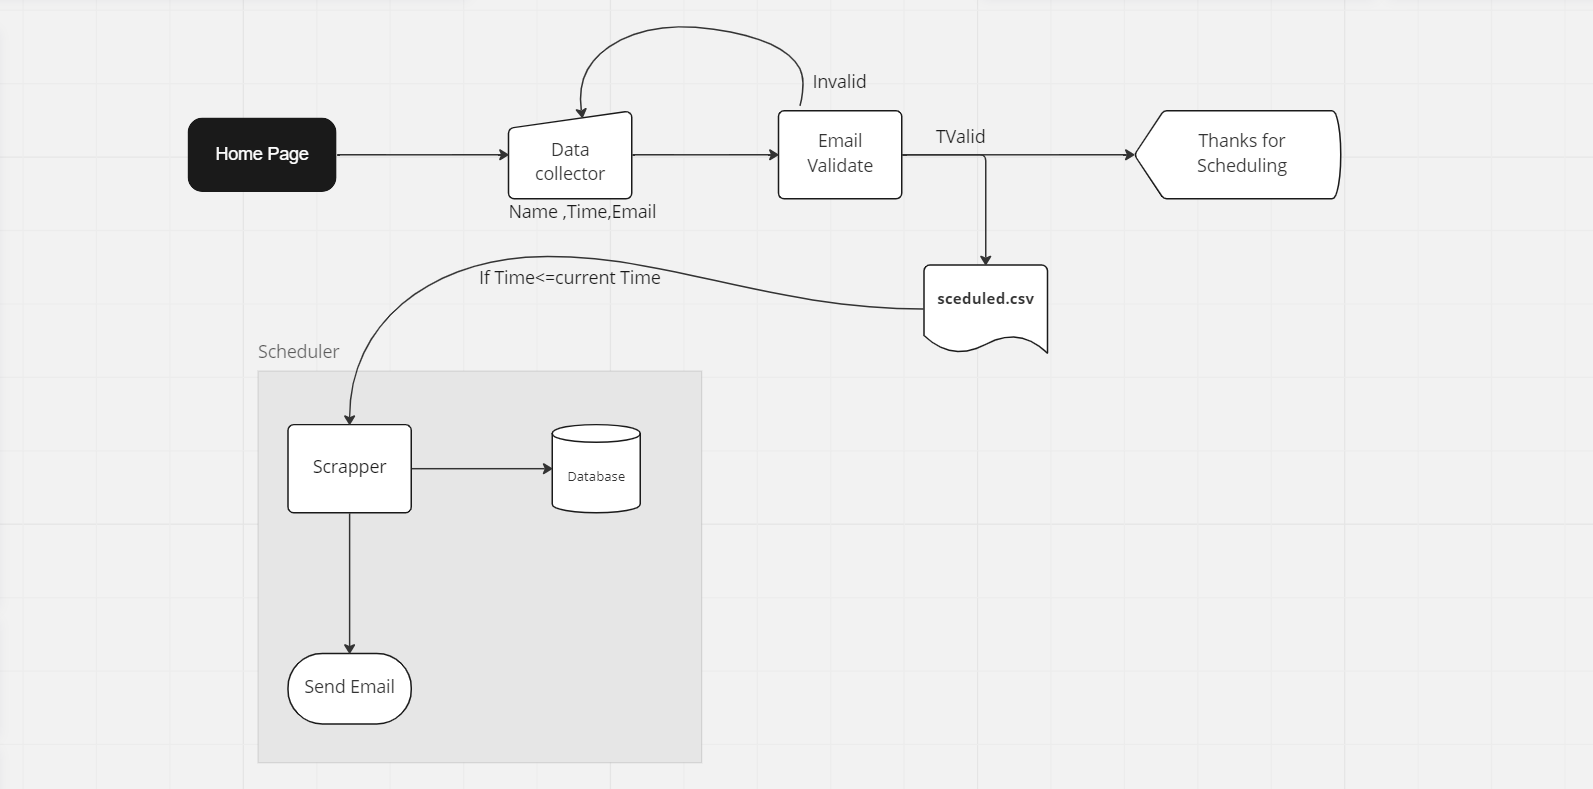 Invalid
Home Page
Data
collector
Name ,Time,Email
Email
Validate
TValid
Thanks for
Scheduling
If Time<=current Time
sceduled.csv
Scheduler
Scrapper
Database
Send Email